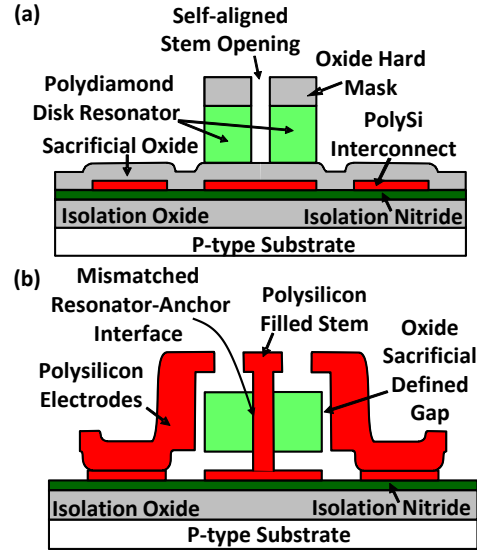 (a)
Self-aligned
Stem Opening
Polydiamond
Disk Resonator
Oxide Hard
Mask
Sacrificial Oxide
PolySi
Interconnect
Isolation Oxide
Isolation Nitride
P-type Substrate
(b)
Mismatched
Resonator-Anchor
Interface
Polysilicon
Filled Stem
Oxide
Sacrificial
Defined
Gap
Polysilicon
Electrodes
Isolation Oxide
Isolation Nitride
P-type Substrate